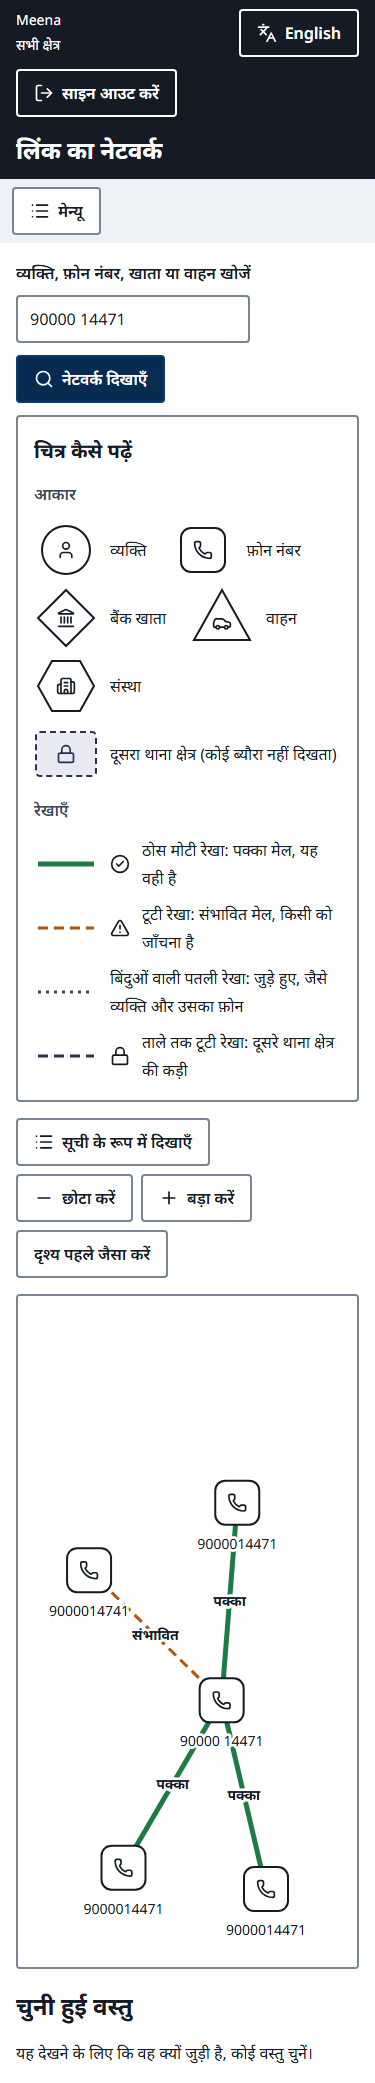 Meena
सभी क्षेत्र
English
साइन आउट करें
लिंक का नेटवर्क
मेन्यू
व्यक्ति, फ़ोन नंबर, खाता या वाहन खोजें
90000 14471
नेटवर्क दिखाएँ
चित्र कैसे पढ़ें
आकार
व्यक्ति
फ़ोन नंबर
बैंक खाता
वाहन
संस्था
दूसरा थाना क्षेत्र (कोई ब्यौरा नहीं दिखता)
रेखाएँ
ठोस मोटी रेखा: पक्का मेल, यह
वही है
टूटी रेखा: संभावित मेल, किसी को
जाँचना है
बिंदुओं वाली पतली रेखा: जुड़े हुए, जैसे
व्यक्ति और उसका फ़ोन
ताले तक टूटी रेखा: दूसरे थाना क्षेत्र
की कड़ी
सूची के रूप में दिखाएँ
छोटा करें
बड़ा करें
दृश्य पहले जैसा करें
9000014471
पक्का
9000014741
संभावित
90000 14471
पक्का
पक्का
9000014471
9000014471
चुनी हुई वस्तु
यह देखने के लिए कि वह क्यों जुड़ी है, कोई वस्तु चुनें।